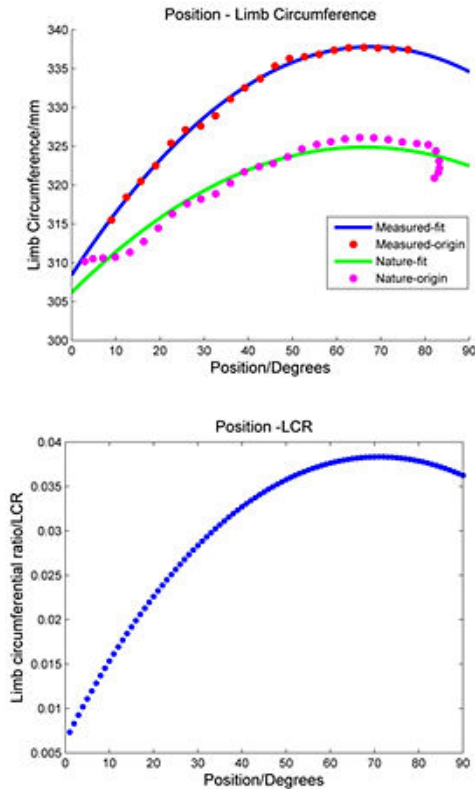 Position - Limb Circumference
Limb Circumference/mm
340
335
330
325
320
315
310
305
300
Measured-fit
Measured-origin
Nature-fit
Nature-origin
0 10 20 30 40 50 60 70 80 90
Position/Degrees
Position -LCR
Limb circumferential ratio/LCR
0.04
0.035
0.03
0.025
0.02
0.015
0.01
0.005
0 10 20 30 40 50 60 70 80 90
Position/Degrees